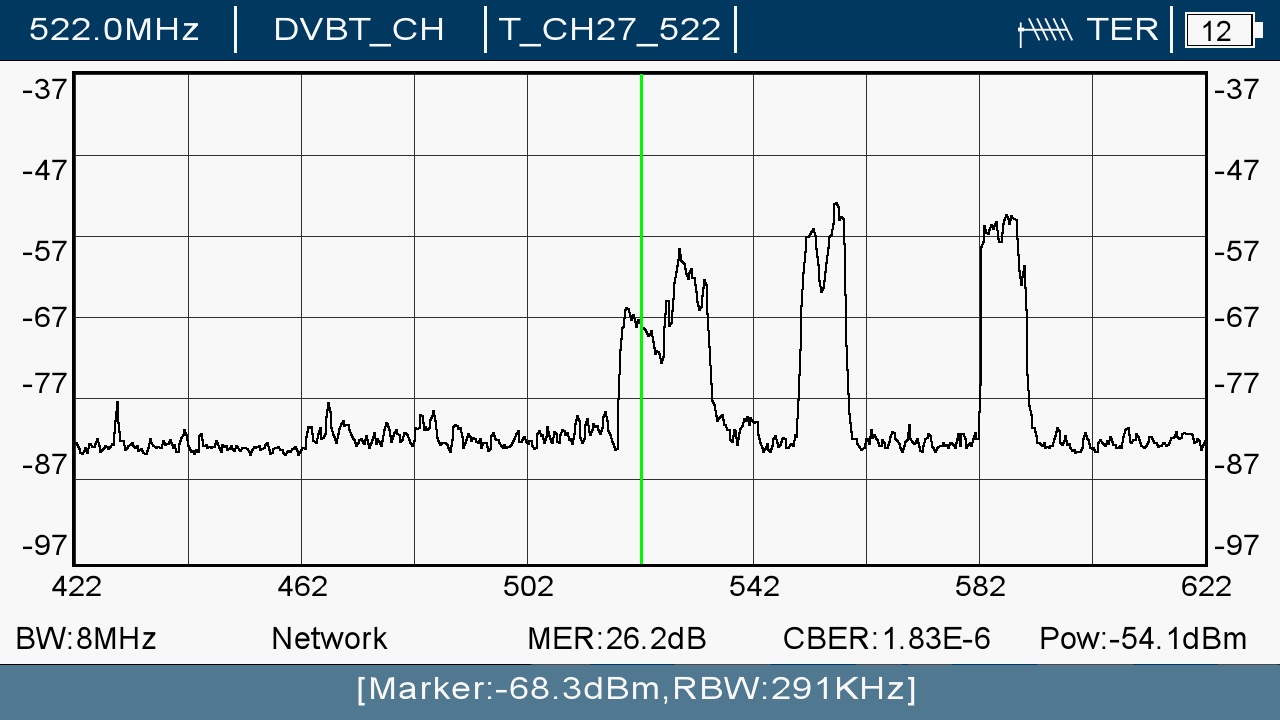 522.0MHz DVBT_CH T_CH27_522 TER 12
-37 -37
-47 -47
-57 -57
-67 -67
-77 -77
-87 -87
-97 -97
422 462 502 542 582 622
BW:8MHz Network MER:26.2dB CBER:1.83E-6 Pow:-54.1dBm
[Marker:-68.3dBm,RBW:291KHz]